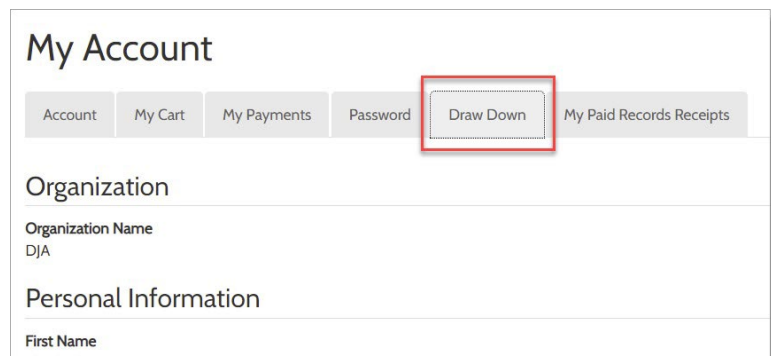 My Account
Account My Cart My Payments Password Draw Down My Paid Records Receipts
Organization
Organization Name
DJA
Personal Information
First Name